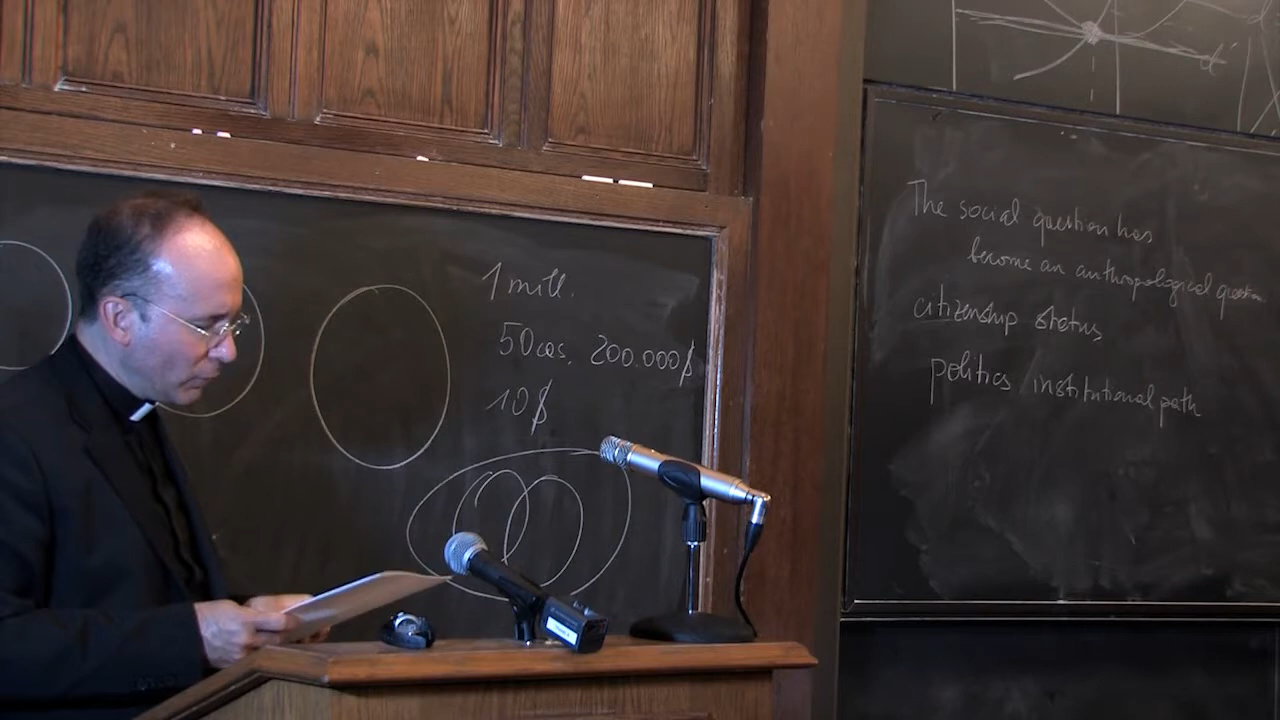 1 mill.
50 cos. 200.000$
10$
The social question has
become an anthropological question
citizenship status
politics institutional path